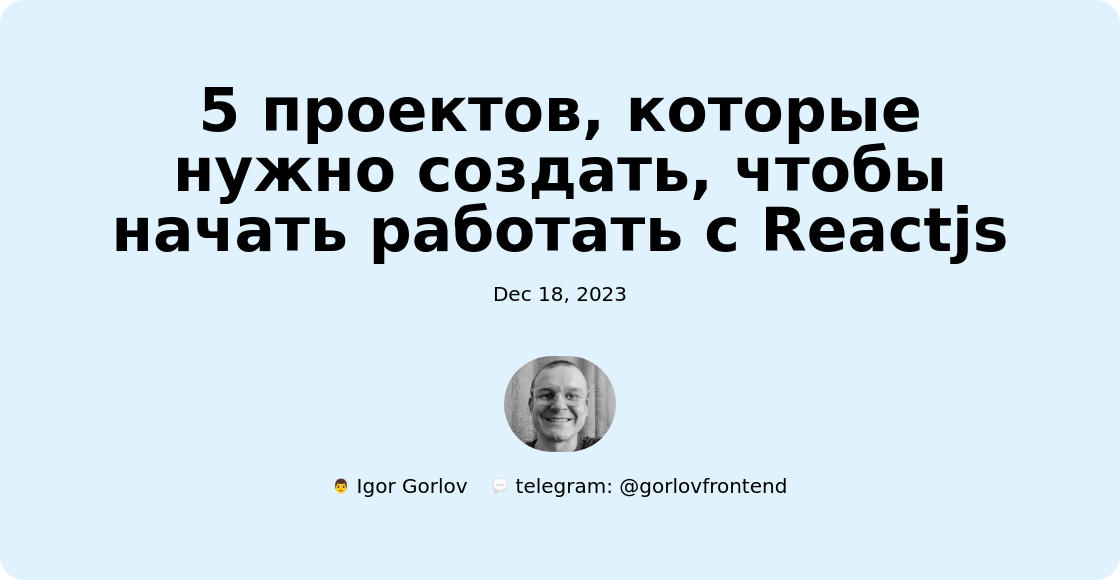 5 проектов, которые
нужно создать, чтобы
начать работать с Reactjs
Dec 18, 2023
Igor Gorlov telegram: @gorlovfrontend